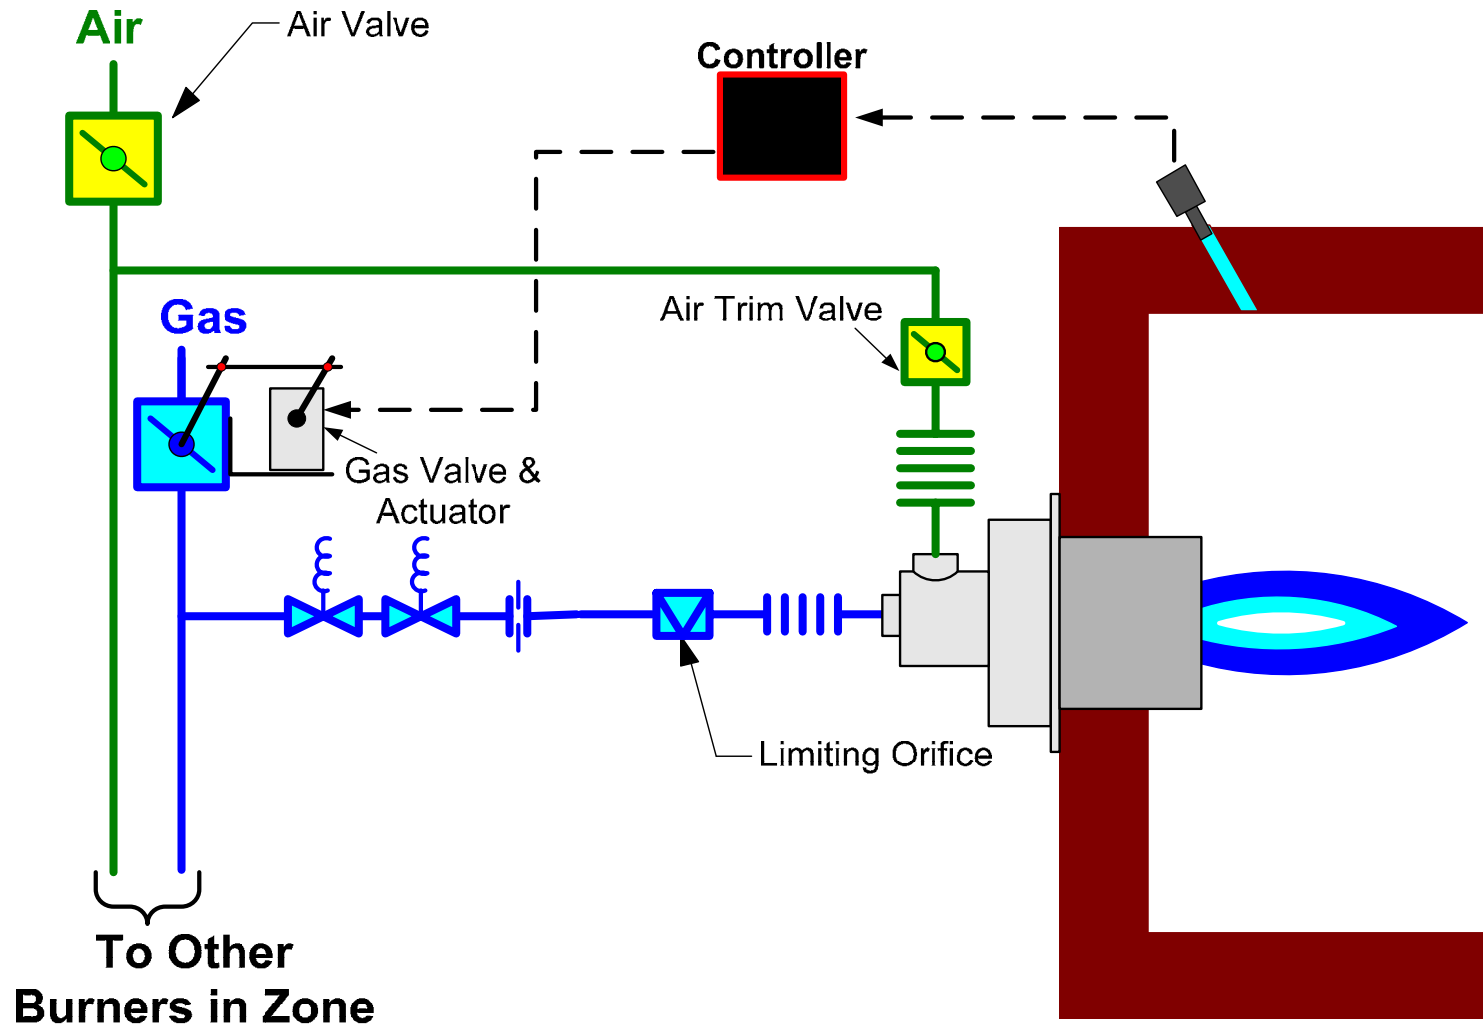 Air
Air Valve
Controller
Gas
Air Trim Valve
Gas Valve &
Actuator
Limiting Orifice
To Other
Burners in Zone